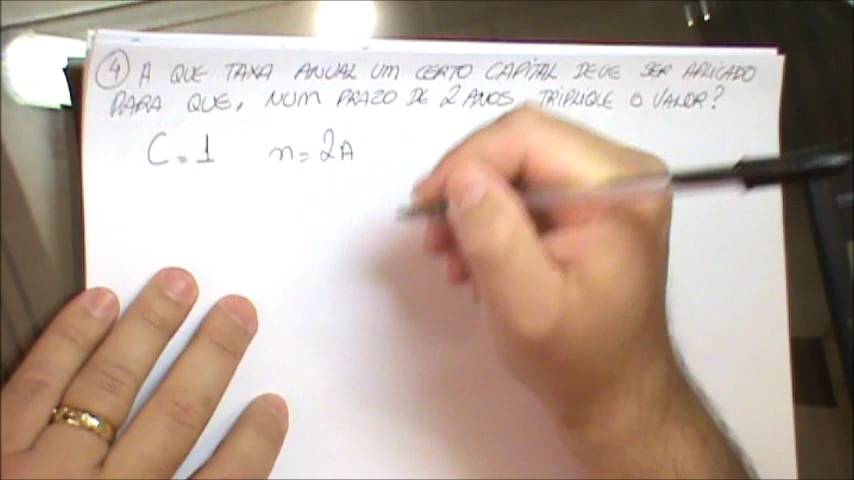 4 A QUE TAXA ANUAL UM CERTO CAPITAL DEVE SER APLICADO
PARA QUE, NUM PRAZO DE 2 ANOS, TRIPLIQUE O VALOR?
C = 1 n = 2A